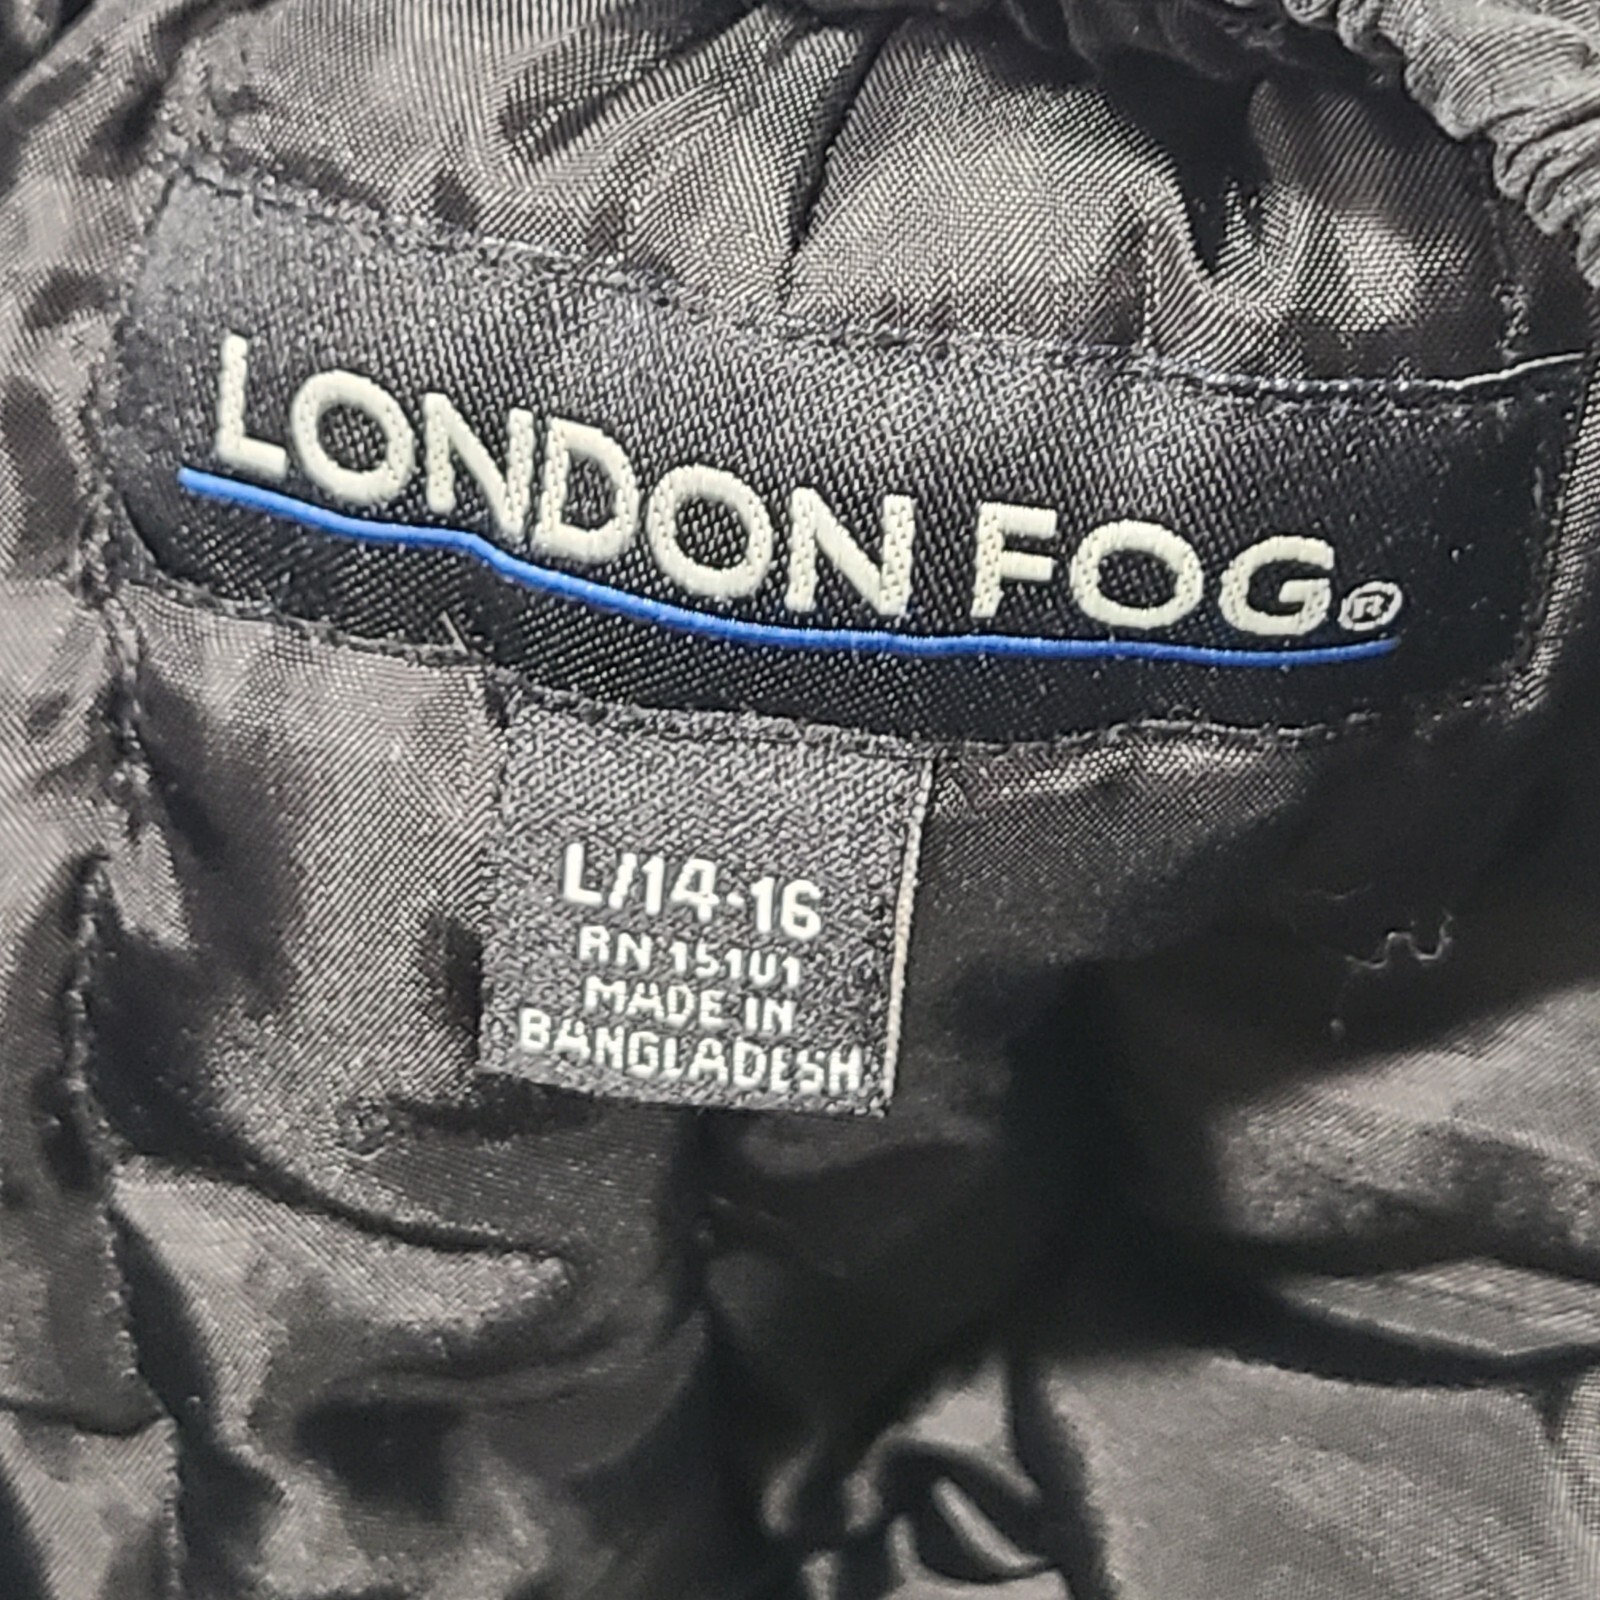 LONDON FOG®
L/14-16
RN 15101
MADE IN
BANGLADESH